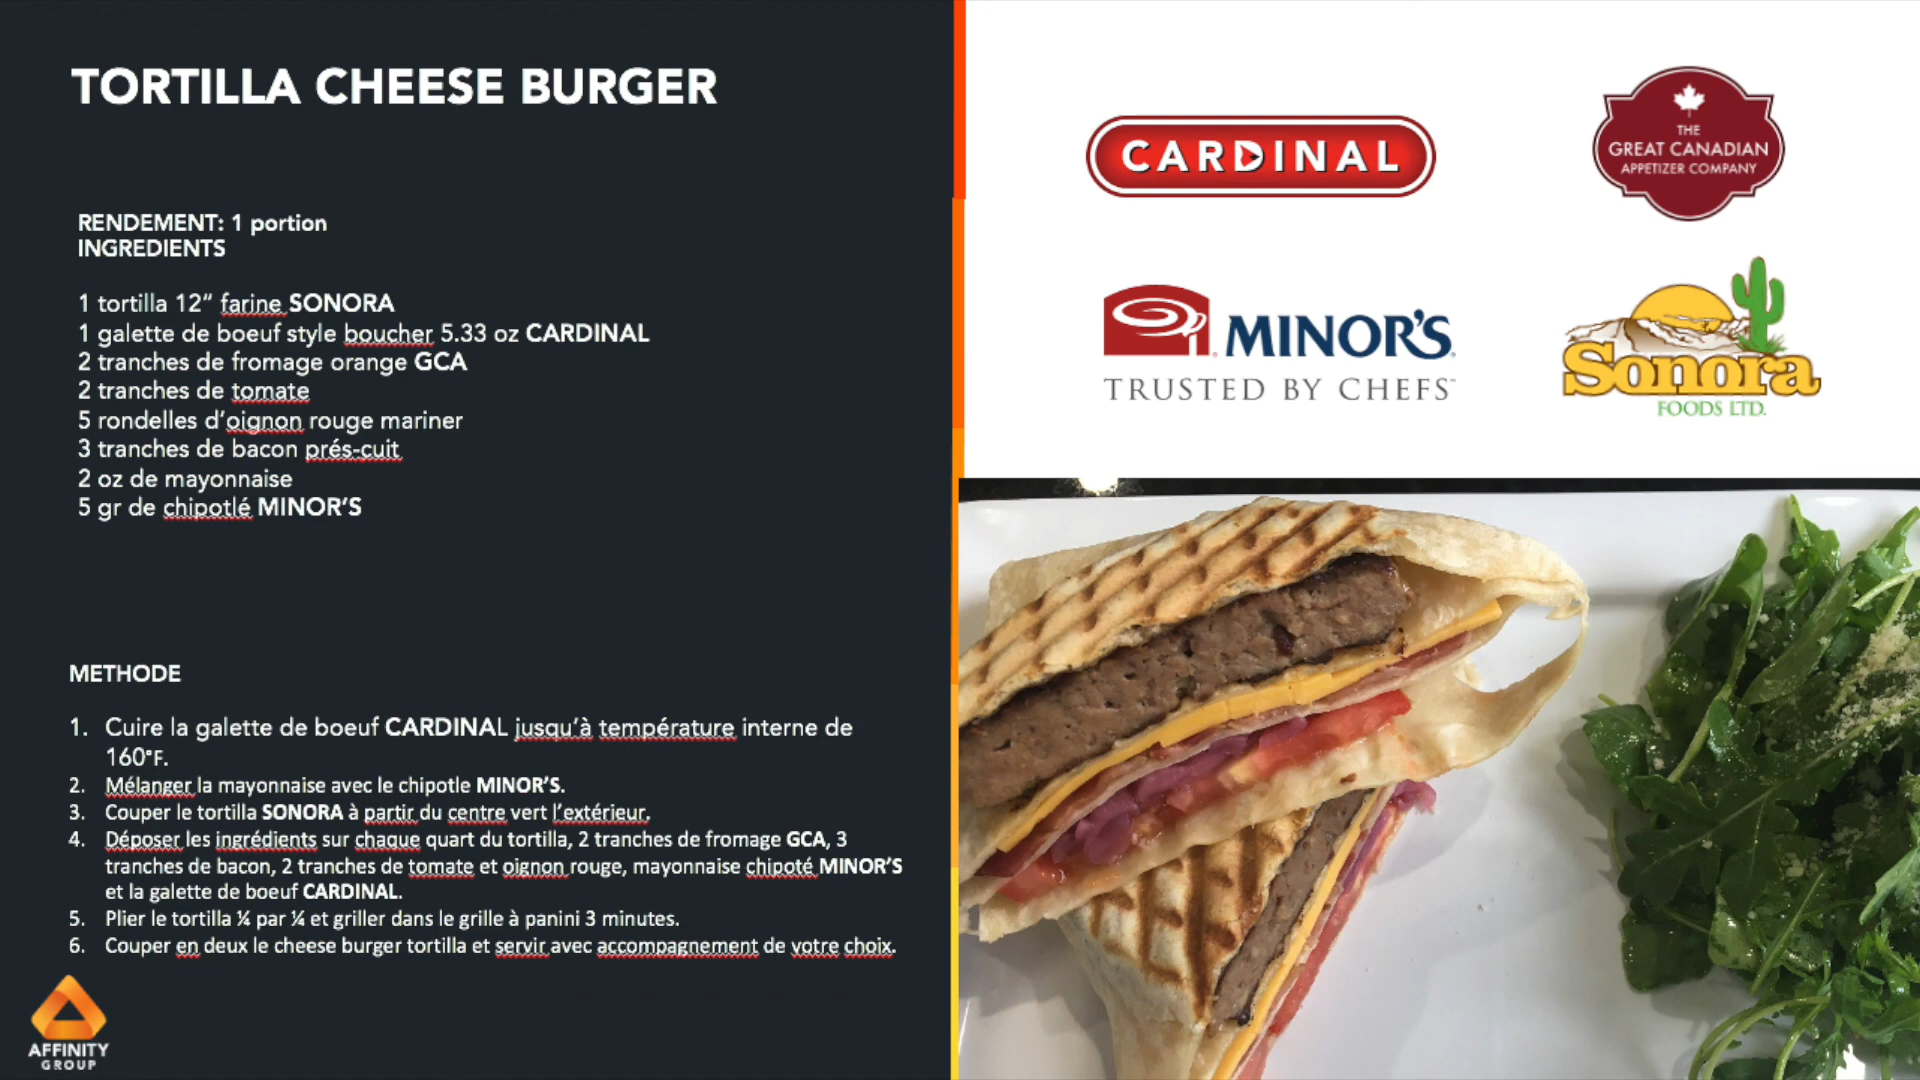 TORTILLA CHEESE BURGER
RENDEMENT: 1 portion
INGREDIENTS
1 tortilla 12“ farine SONORA
1 galette de boeuf style boucher 5.33 oz CARDINAL
2 tranches de fromage orange GCA
2 tranches de tomate
5 rondelles d’oignon rouge mariner
3 tranches de bacon prés-cuit
2 oz de mayonnaise
5 gr de chipotlé MINOR’S
METHODE
1. Cuire la galette de boeuf CARDINAL jusqu’à température interne de
160°F.
2. Mélanger la mayonnaise avec le chipotle MINOR’S.
3. Couper le tortilla SONORA à partir du centre vert l’extérieur.
4. Déposer les ingrédients sur chaque quart du tortilla, 2 tranches de fromage GCA, 3
tranches de bacon, 2 tranches de tomate et oignon rouge, mayonnaise chipoté MINOR’S
et la galette de boeuf CARDINAL.
5. Plier le tortilla ¼ par ¼ et griller dans le grille à panini 3 minutes.
6. Couper en deux le cheese burger tortilla et servir avec accompagnement de votre choix.
AFFINITY
GROUP
CARDINAL
THE
GREAT CANADIAN
APPETIZER COMPANY
MINOR’S
TRUSTED BY CHEFS™
Sonora
FOODS LTD.